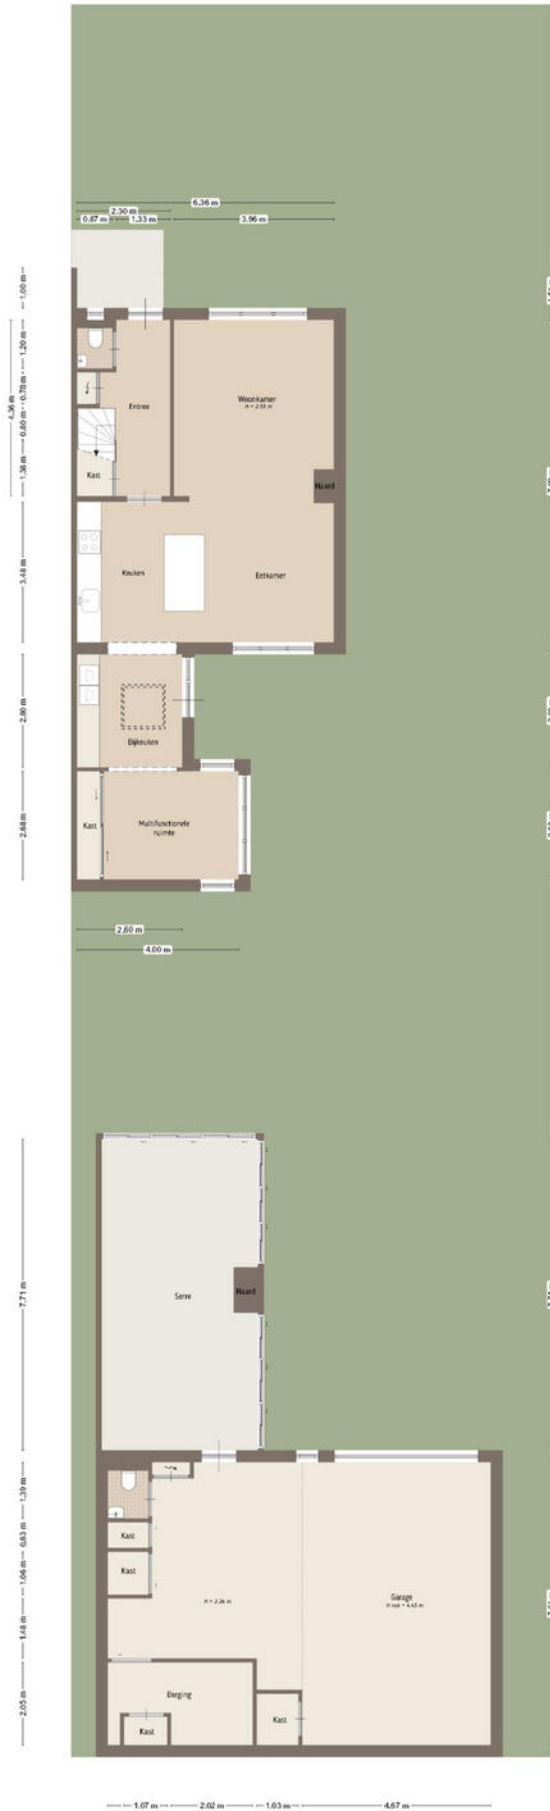 6.36 m
2.30 m
0.87 m
1.33 m
3.96 m
1.00 m
1.20 m
4.36 m
0.78 m
0.80 m
1.38 m
3.48 m
2.80 m
2.68 m
Entree
Woonkamer
Kast
Haard
Keuken
Eetkamer
Bijkeuken
Kast
Multifunctionele
ruimte
2.60 m
4.00 m
7.71 m
Serre
Haard
1.39 m
0.63 m
1.06 m
1.48 m
2.05 m
Kast
Kast
Garage
Berging
Kast
Kast
1.07 m
2.02 m
1.03 m
4.67 m